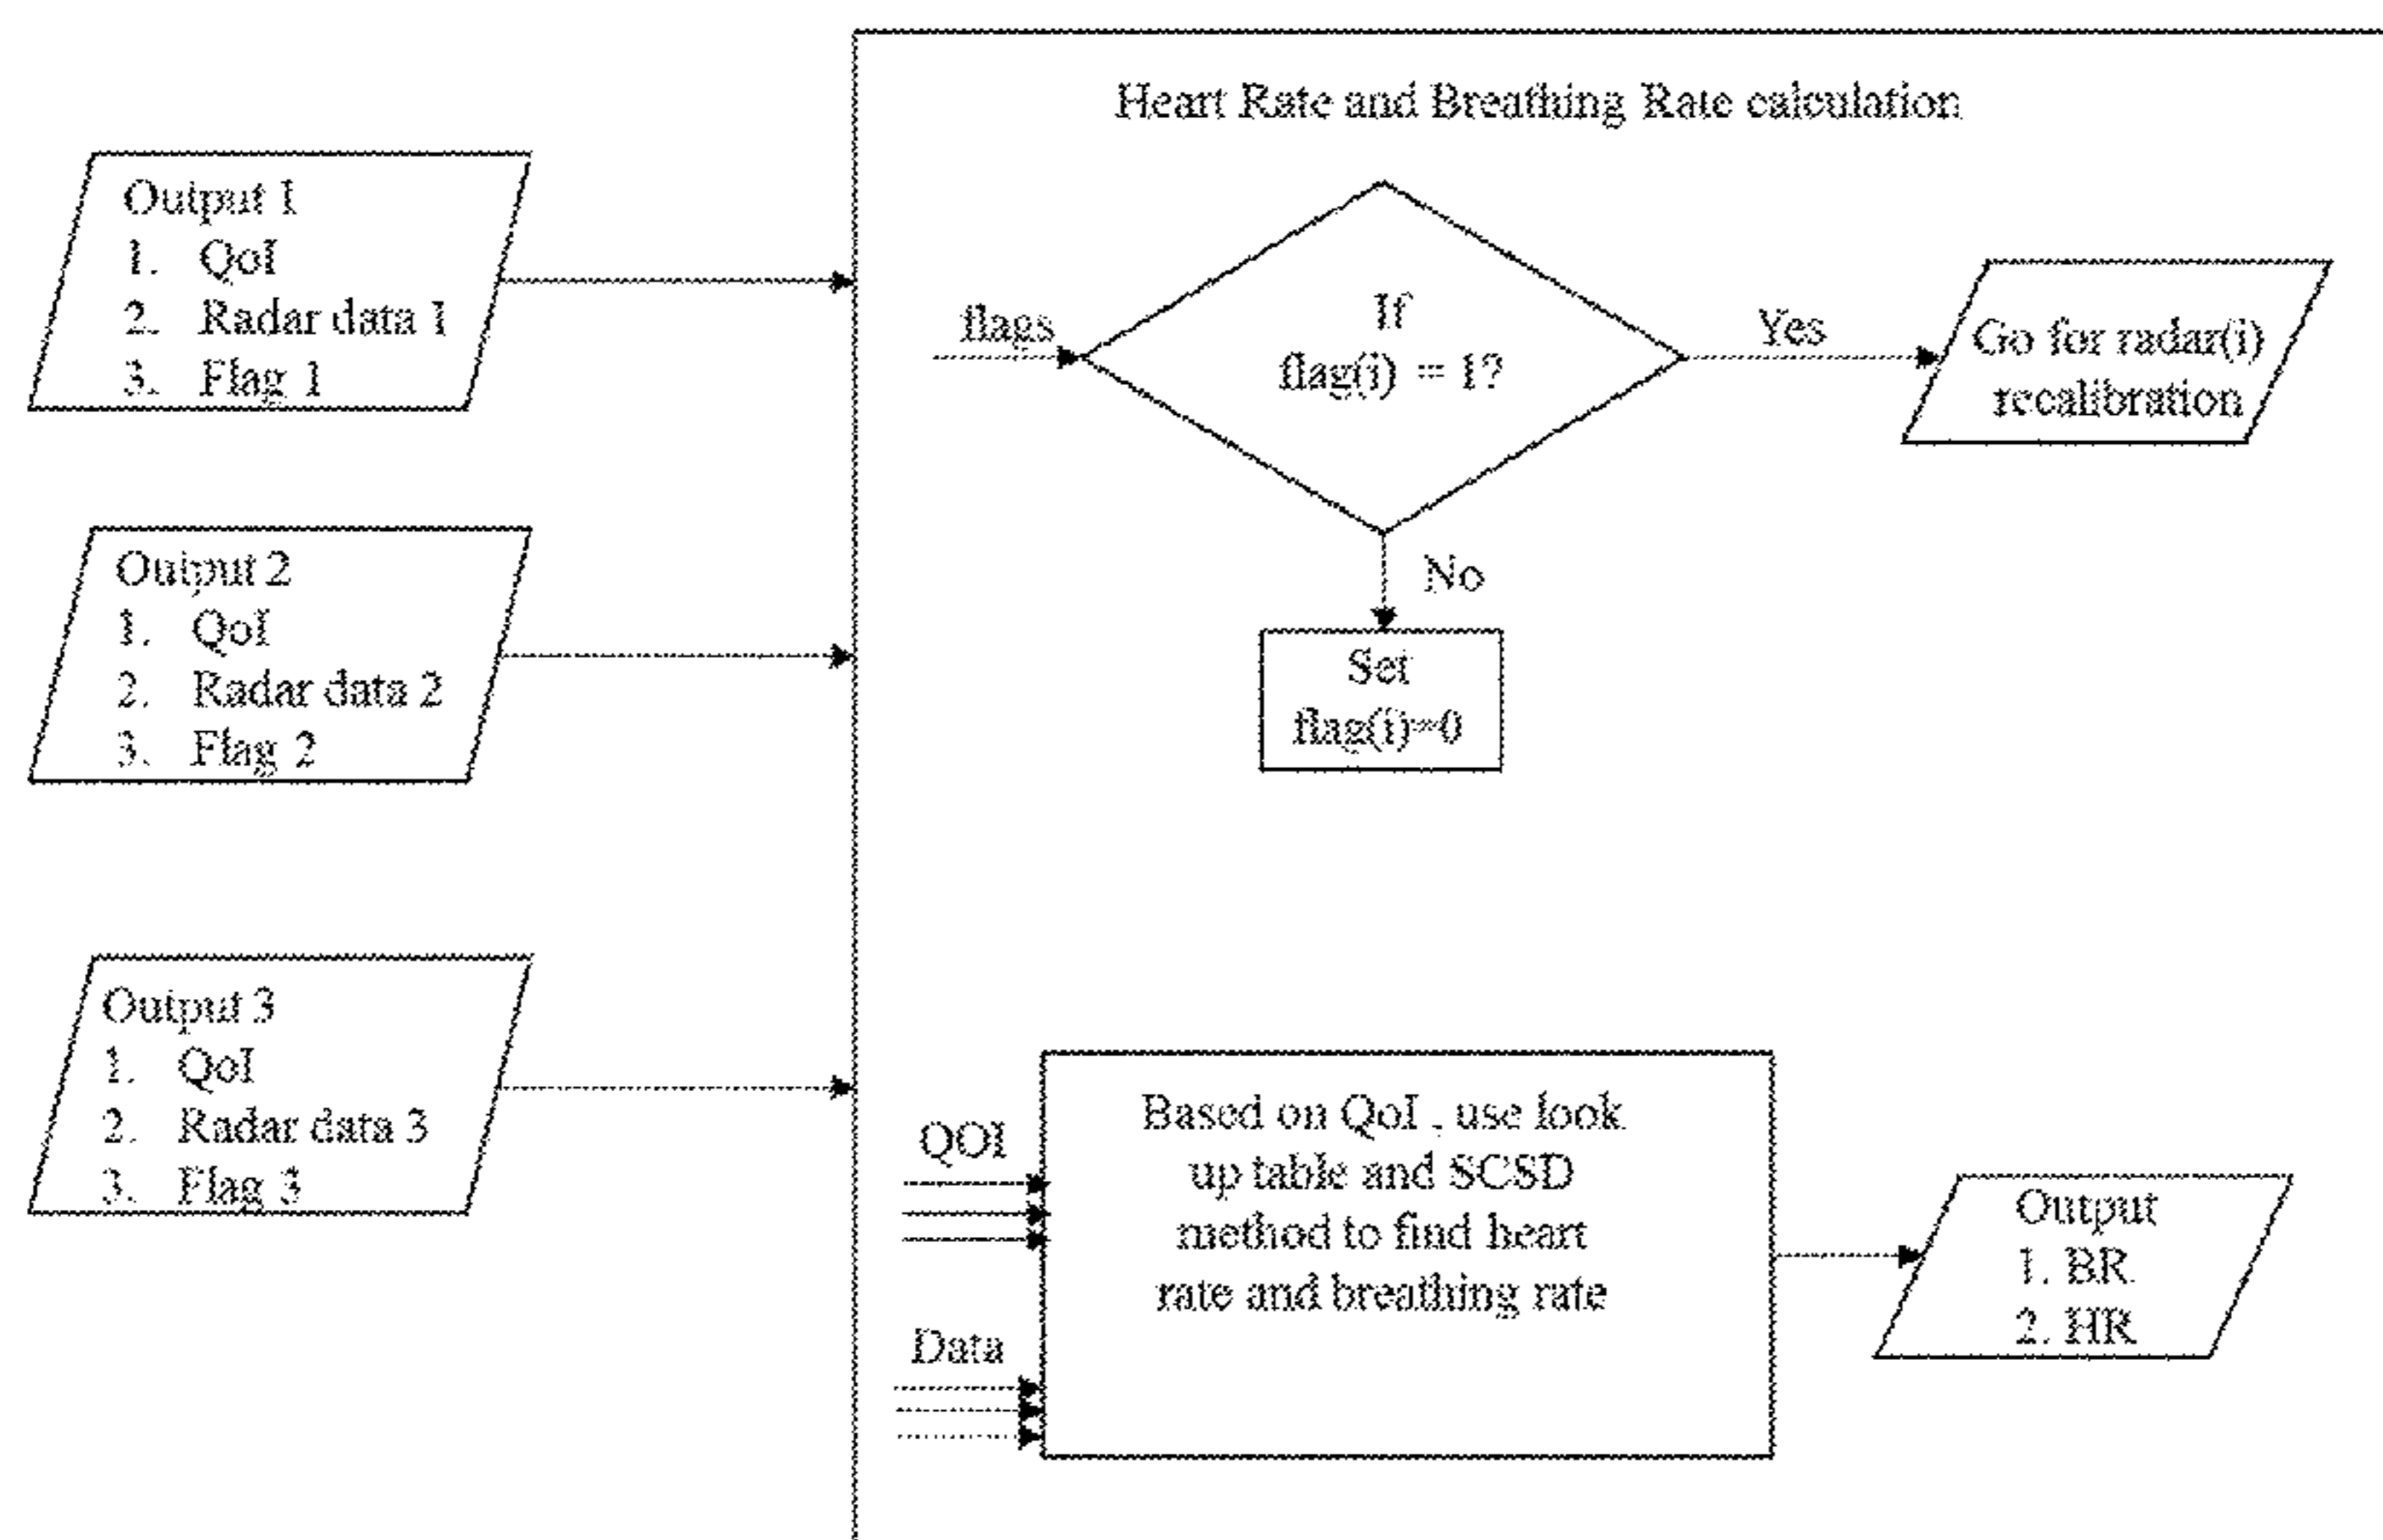 Heart Rate and Breathing Rate calculation
Output 1
1. QoI
2. Radar data 1
3. Flag 1
flags
If
flag(i) = 1?
Yes
Go for radar(i)
recalibration
No
Set
flag(i)=0
Output 2
1. QoI
2. Radar data 2
3. Flag 2
Output 3
1. QoI
2. Radar data 3
3. Flag 3
QOI
Data
Based on QoI , use look
up table and SCSD
method to find heart
rate and breathing rate
Output
1. BR
2. HR